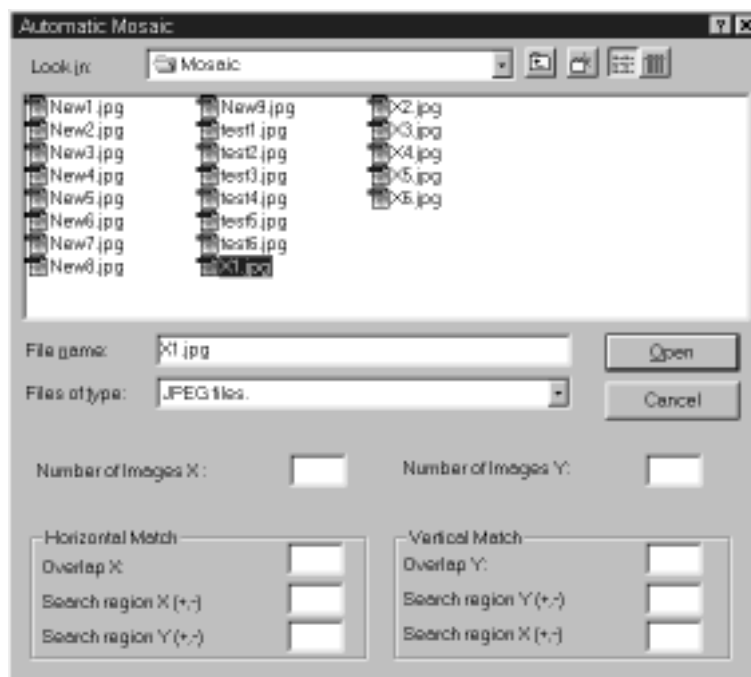 Automatic Mosaic
Look in: Mosaic
New1.jpg New9.jpg X2.jpg
New2.jpg test1.jpg X3.jpg
New3.jpg test2.jpg X4.jpg
New4.jpg test3.jpg X5.jpg
New5.jpg test4.jpg X6.jpg
New6.jpg test5.jpg
New7.jpg test6.jpg
New8.jpg X1.jpg
File name: X1.jpg Open
Files of type: JPEG files. Cancel
Number of Images X : Number of Images Y:
Horizontal Match Vertical Match
Overlap X: Overlap Y:
Search region X (+,-) Search region Y (+,-)
Search region Y (+,-) Search region X (+,-)